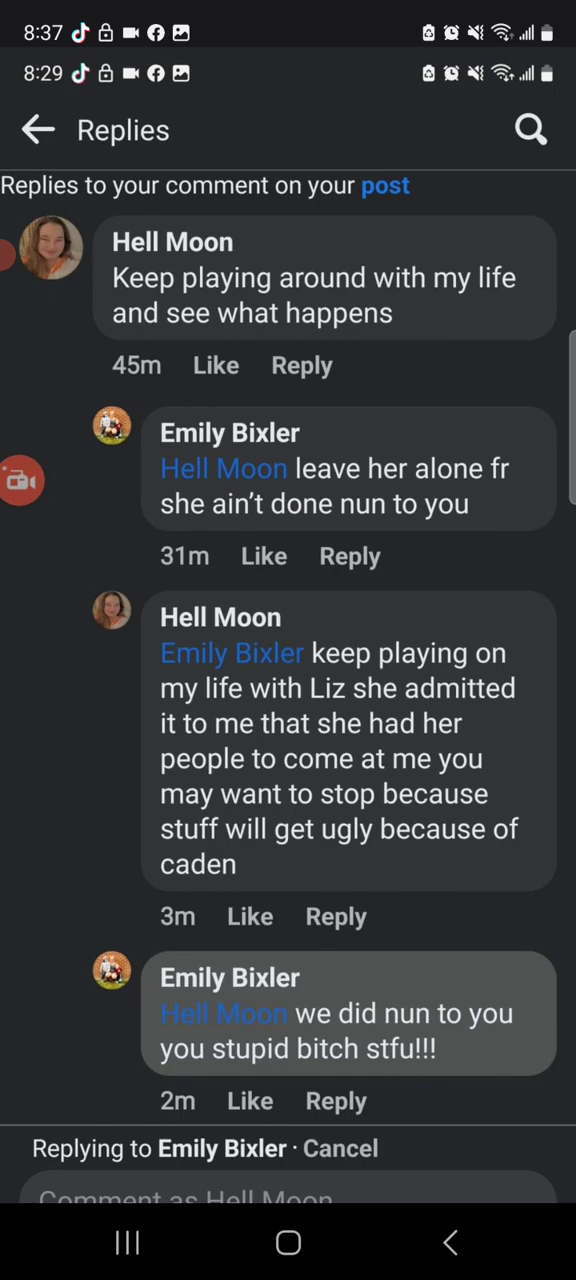 8:37
8:29
Replies
Replies to your comment on your post
Hell Moon
Keep playing around with my life
and see what happens
45m Like Reply
Emily Bixler
Hell Moon leave her alone fr
she ain't done nun to you
31m Like Reply
Hell Moon
Emily Bixler keep playing on
my life with Liz she admitted
it to me that she had her
people to come at me you
may want to stop because
stuff will get ugly because of
caden
3m Like Reply
Emily Bixler
Hell Moon we did nun to you
you stupid bitch stfu!!!
2m Like Reply
Replying to Emily Bixler · Cancel
Comment as Hell Moon